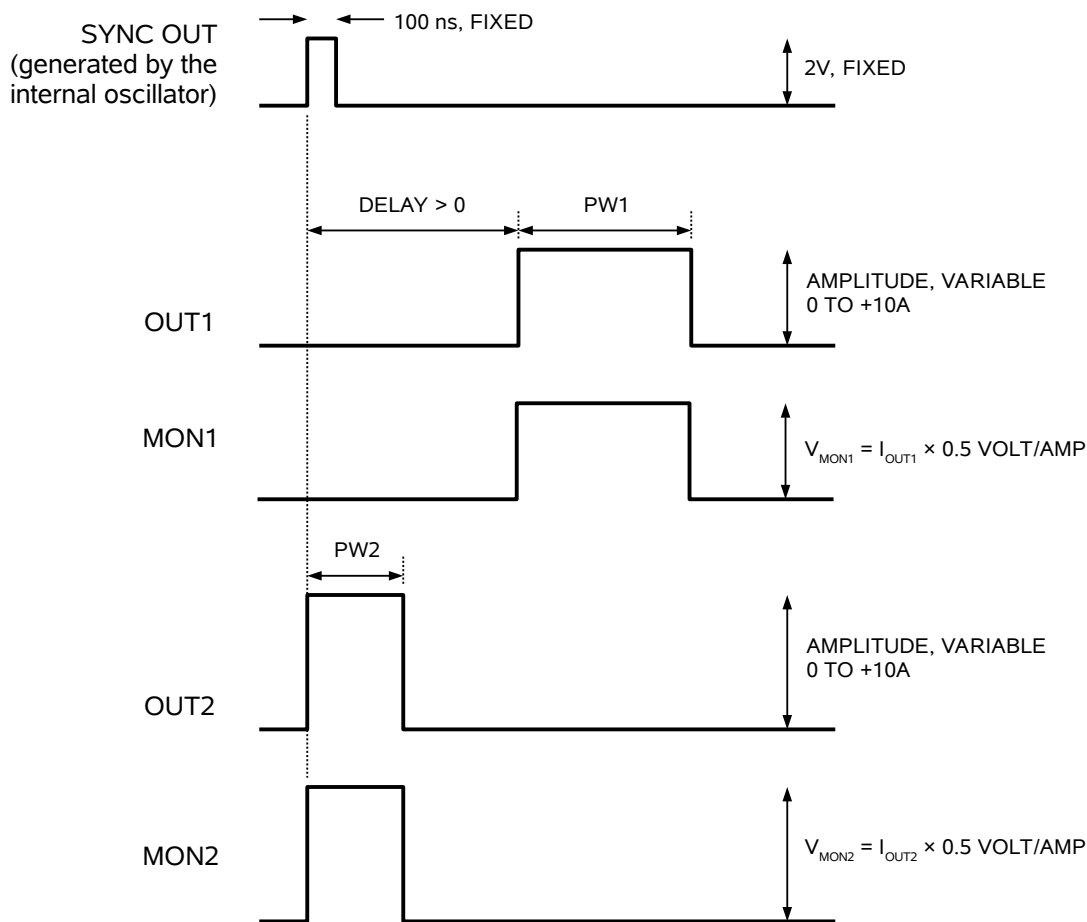 100 ns, FIXED
SYNC OUT
(generated by the
internal oscillator)
2V, FIXED
DELAY > 0
PW1
AMPLITUDE, VARIABLE
0 TO +10A
OUT1
MON1
V_MON1 = I_OUT1 × 0.5 VOLT/AMP
PW2
AMPLITUDE, VARIABLE
0 TO +10A
OUT2
MON2
V_MON2 = I_OUT2 × 0.5 VOLT/AMP